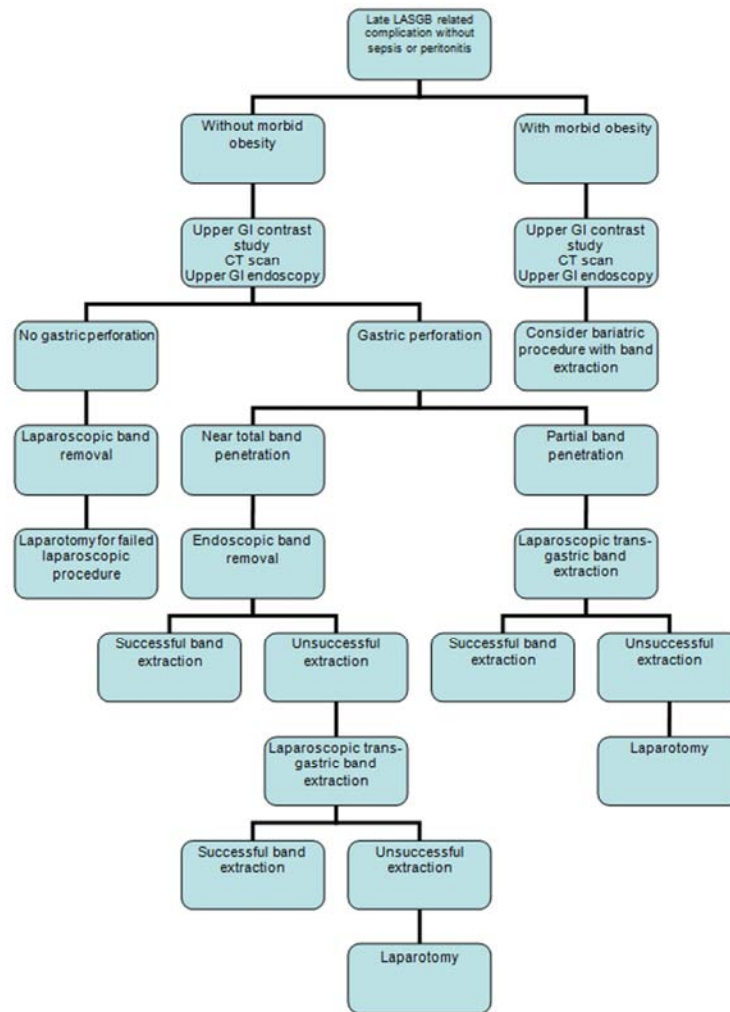 Late LASGB related
complication without
sepsis or peritonitis
Without morbid
obesity
With morbid obesity
Upper GI contrast
study
CT scan
Upper GI endoscopy
Upper GI contrast
study
CT scan
Upper GI endoscopy
No gastric perforation
Gastric perforation
Consider bariatric
procedure with band
extraction
Laparoscopic band
removal
Near total band
penetration
Partial band
penetration
Laparotomy for failed
laparoscopic
procedure
Endoscopic band
removal
Laparoscopic trans-
gastric band
extraction
Successful band
extraction
Unsuccessful
extraction
Successful band
extraction
Unsuccessful
extraction
Laparoscopic trans-
gastric band
extraction
Laparotomy
Successful band
extraction
Unsuccessful
extraction
Laparotomy